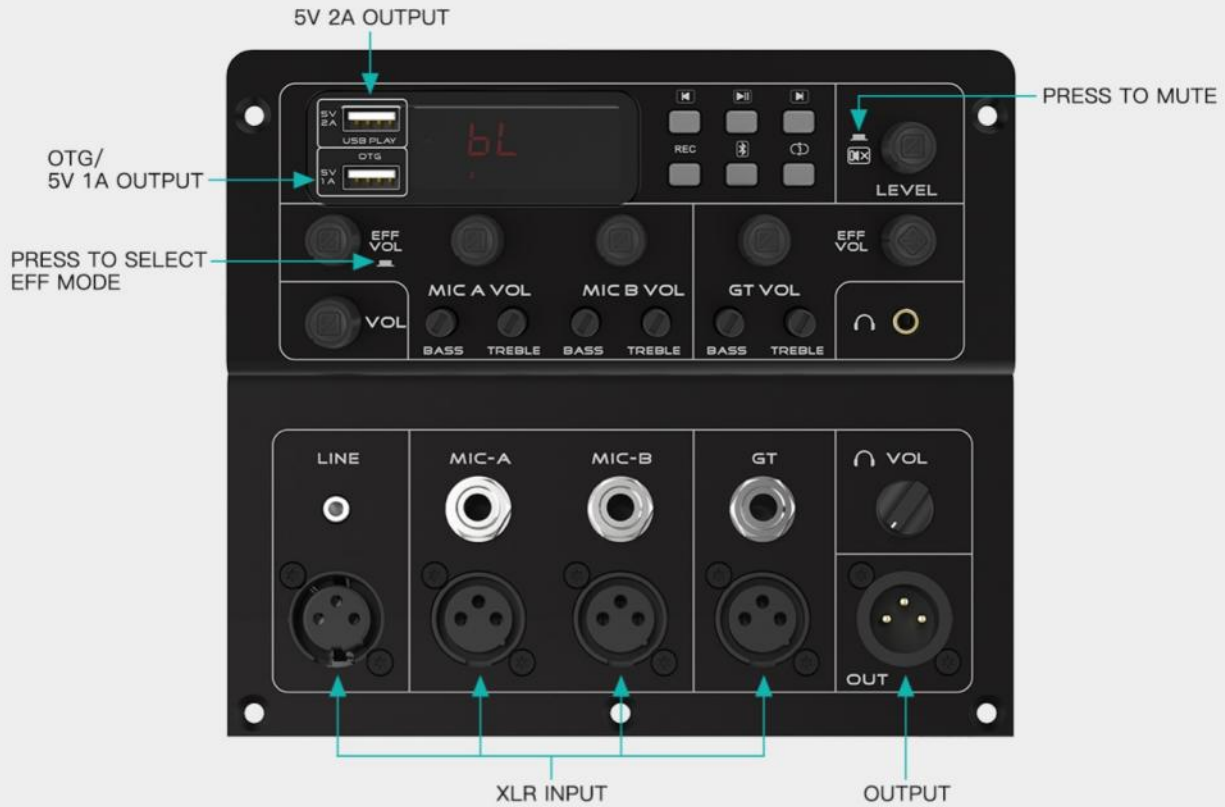 5V 2A OUTPUT
PRESS TO MUTE
5V
2A
USB PLAY
OTG
5V
1A
OTG/
5V 1A OUTPUT
bL
REC
LEVEL
PRESS TO SELECT
EFF MODE
EFF
VOL
EFF
VOL
MIC A VOL
MIC B VOL
GT VOL
VOL
BASS
TREBLE
BASS
TREBLE
BASS
TREBLE
LINE
MIC-A
MIC-B
GT
VOL
OUT
XLR INPUT
OUTPUT